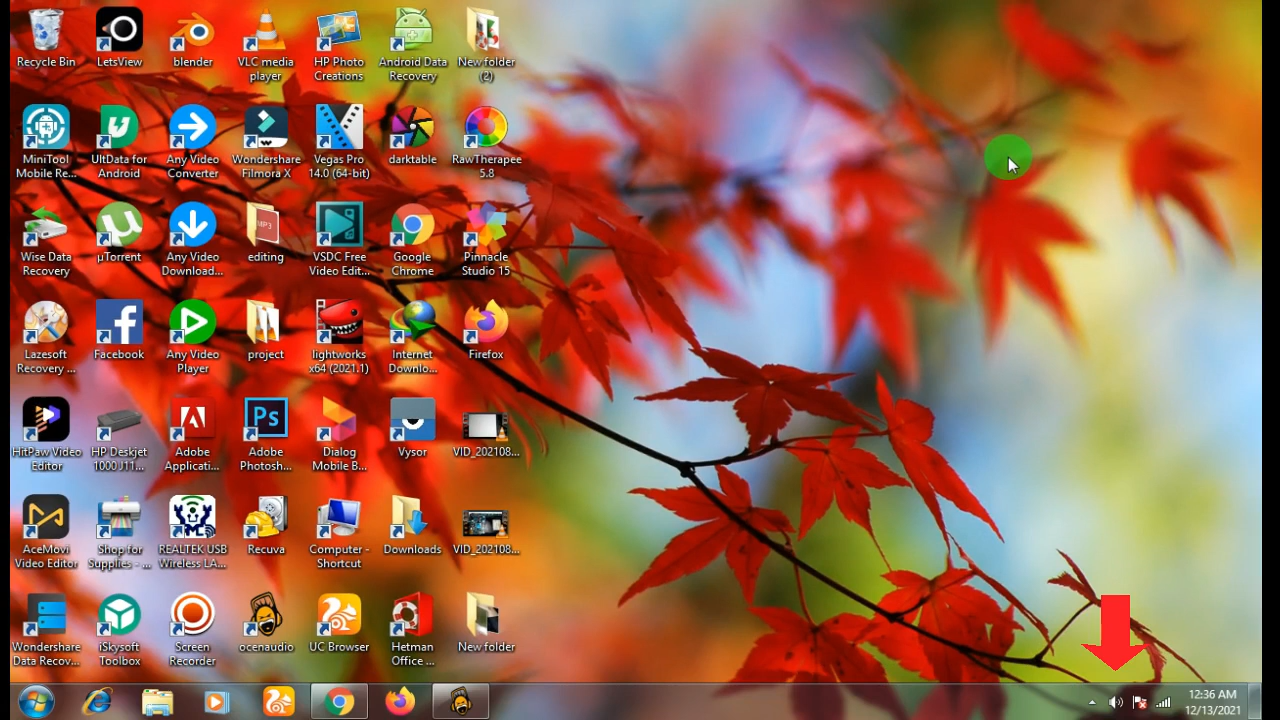 Recycle Bin
LetsView
blender
VLC media
player
HP Photo
Creations
Android Data
Recovery
New folder
(2)
MiniTool
Mobile Re...
UltData for
Android
Any Video
Converter
Wondershare
Filmora X
Vegas Pro
14.0 (64-bit)
darktable
RawTherapee
5.8
Wise Data
Recovery
µTorrent
Any Video
Download...
MP3
editing
VSDC Free
Video Edit...
Google
Chrome
Pinnacle
Studio 15
Lazesoft
Recovery ...
Facebook
Any Video
Player
project
lightworks
x64 (2021.1)
Internet
Downlo...
Firefox
HitPaw Video
Editor
HP Deskjet
1000 J11...
Adobe
Applicati...
Ps
Adobe
Photosh...
Dialog
Mobile B...
Vysor
VID_202108...
AceMovi
Video Editor
Shop for
Supplies - ...
REALTEK USB
Wireless LA...
Recuva
Computer -
Shortcut
Downloads
VID_202108...
Wondershare
Data Recov...
iSkysoft
Toolbox
Screen
Recorder
ocenaudio
UC Browser
Hetman
Office ...
New folder
12:36 AM
12/13/2021